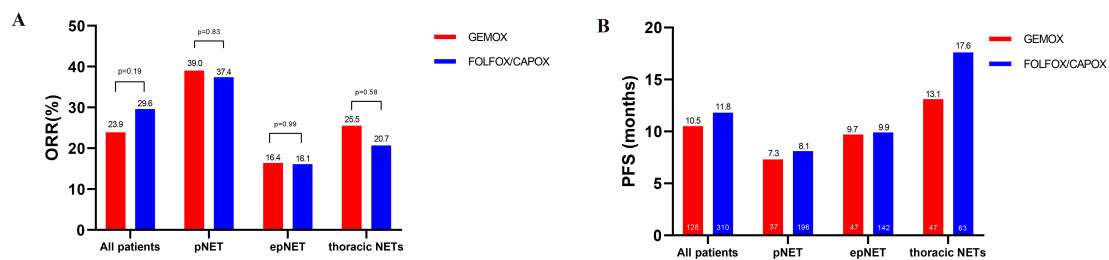 A
ORR(%)
50
40
30
20
10
0
p=0.19
23.9
29.6
p=0.83
39.0
37.4
p=0.99
16.4
16.1
p=0.58
25.5
20.7
All patients
pNET
epNET
thoracic NETs
GEMOX
FOLFOX/CAPOX
B
PFS (months)
20
15
10
5
0
10.5
11.8
7.3
8.1
9.7
9.9
13.1
17.6
128
310
37
196
47
142
47
63
All patients
pNET
epNET
thoracic NETs
GEMOX
FOLFOX/CAPOX